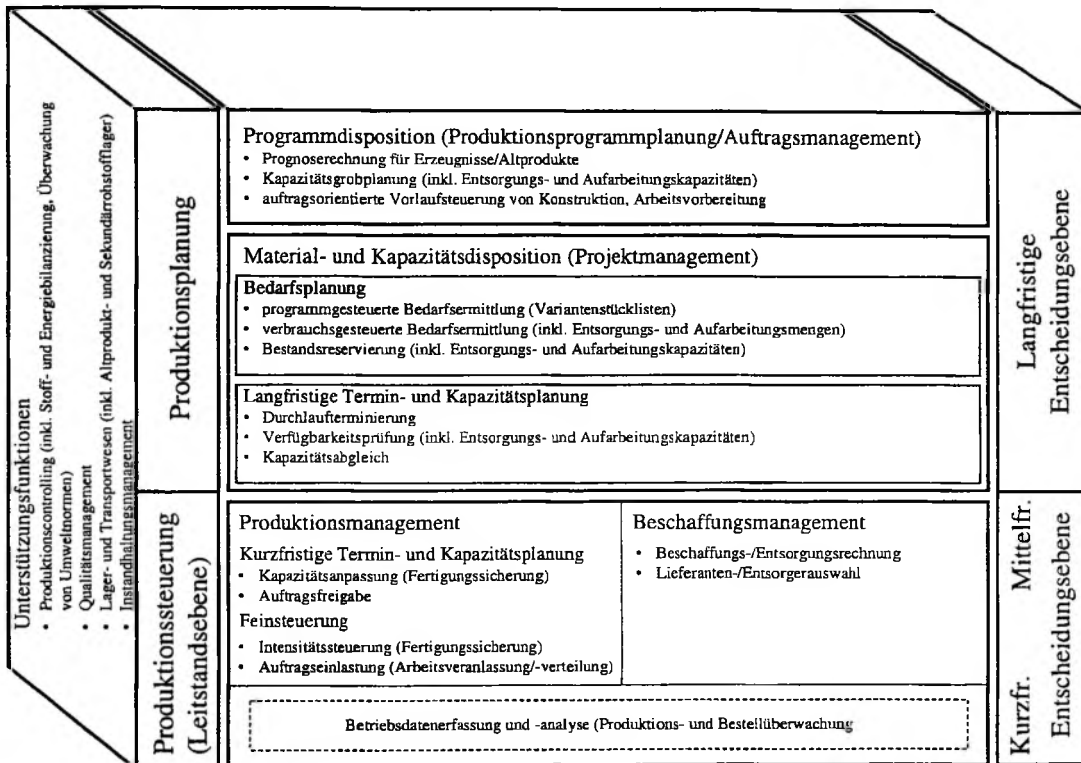 Unterstützungsfunktionen
• Produktionscontrolling (inkl. Stoff- und Energiebilanzierung, Überwachung
von Umweltnormen)
• Qualitätsmanagement
• Lager- und Transportwesen (inkl. Altprodukt- und Sekundärrohstofflager)
• Instandhaltungsmanagement
Produktionsplanung
Programmdisposition (Produktionsprogrammplanung/Auftragsmanagement)
• Prognoserechnung für Erzeugnisse/Altprodukte
• Kapazitätsgrobplanung (inkl. Entsorgungs- und Aufarbeitungskapazitäten)
• auftragsorientierte Vorlaufsteuerung von Konstruktion, Arbeitsvorbereitung
Material- und Kapazitätsdisposition (Projektmanagement)
Bedarfsplanung
• programmgesteuerte Bedarfsermittlung (Variantenstücklisten)
• verbrauchsgesteuerte Bedarfsermittlung (inkl. Entsorgungs- und Aufarbeitungsmengen)
• Bestandsreservierung (inkl. Entsorgungs- und Aufarbeitungskapazitäten)
Langfristige Termin- und Kapazitätsplanung
• Durchlaufterminierung
• Verfügbarkeitsprüfung (inkl. Entsorgungs- und Aufarbeitungskapazitäten)
• Kapazitätsabgleich
Langfristige
Entscheidungsebene
Produktionssteuerung
(Leitstandsebene)
Produktionsmanagement
Kurzfristige Termin- und Kapazitätsplanung
• Kapazitätsanpassung (Fertigungssicherung)
• Auftragsfreigabe
Feinsteuerung
• Intensitätssteuerung (Fertigungssicherung)
• Auftragseinlastung (Arbeitsveranlassung/-verteilung)
Beschaffungsmanagement
• Beschaffungs-/Entsorgungsrechnung
• Lieferanten-/Entsorgerauswahl
Betriebsdatenerfassung und -analyse (Produktions- und Bestellüberwachung
Kurzfr. Mittelfr.
Entscheidungsebene